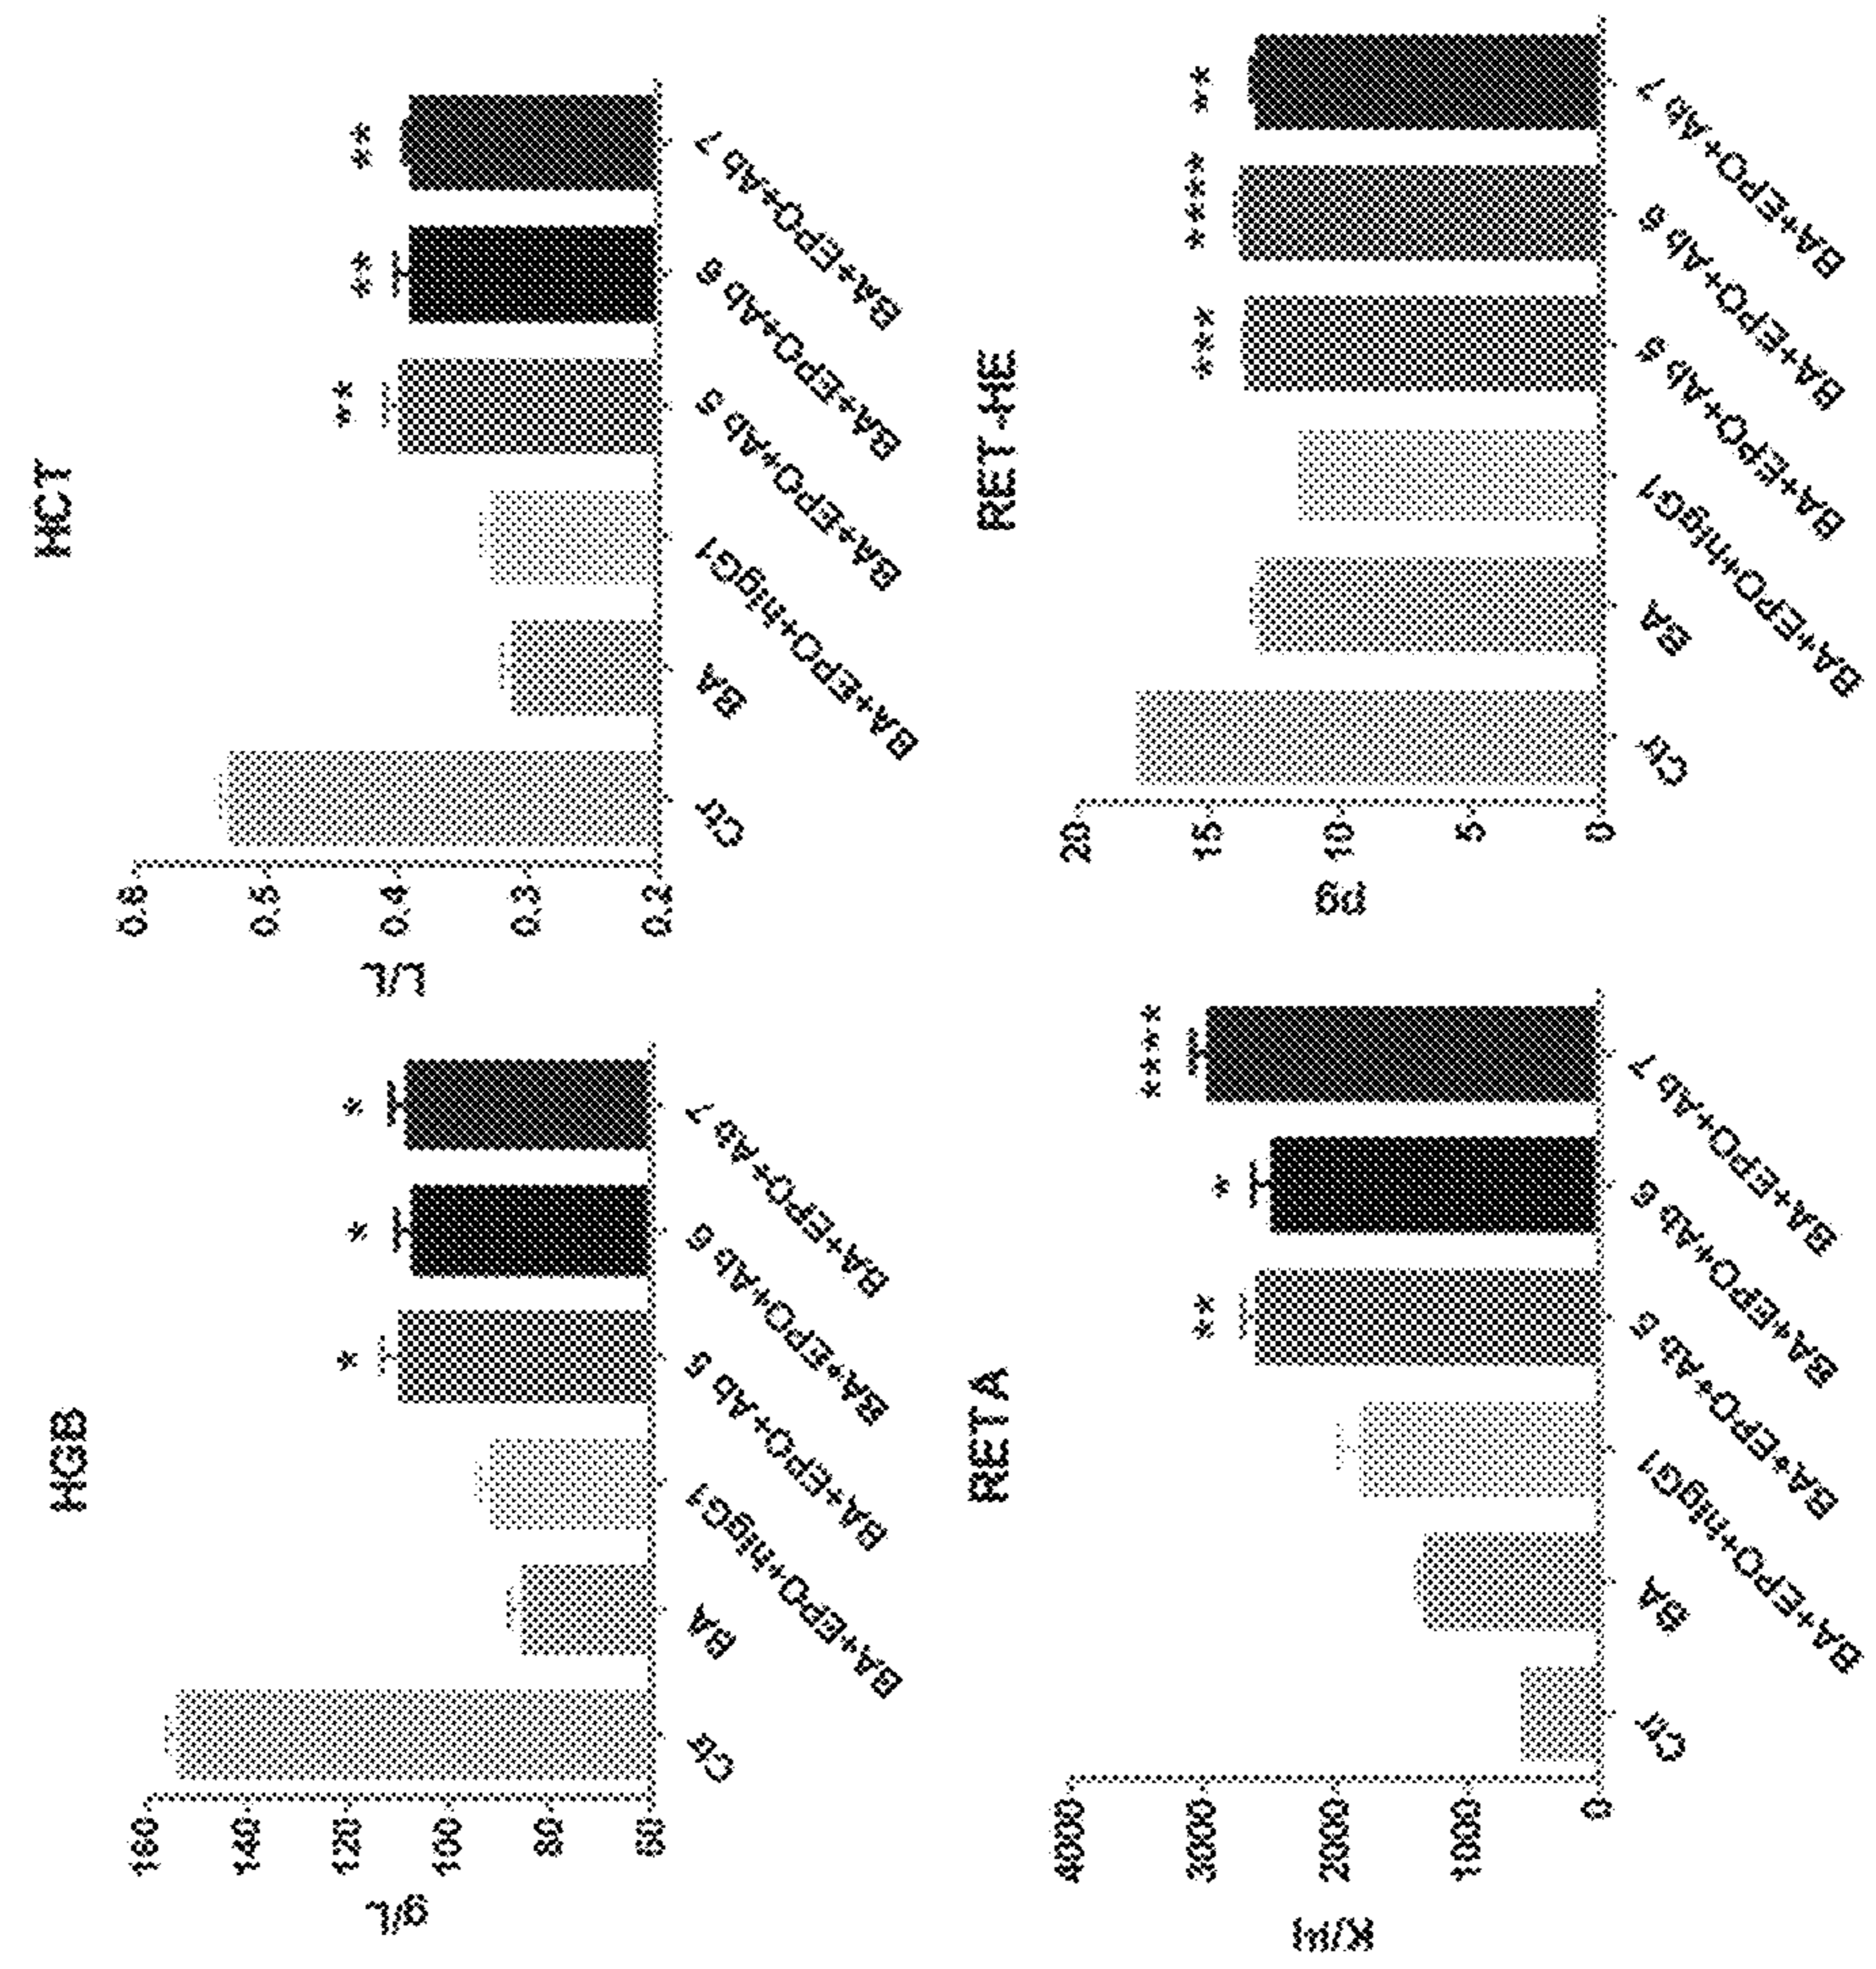 HGB
g/L
160
140
120
100
80
60
*
*
*
Ctr
BA
BA+EPO+hIgG1
BA+EPO+Ab 5
BA+EPO+Ab 6
BA+EPO+Ab 7
HCT
L/L
0.6
0.5
0.4
0.3
0.2
**
**
**
Ctr
BA
BA+EPO+hIgG1
BA+EPO+Ab 5
BA+EPO+Ab 6
BA+EPO+Ab 7
RETA
K/µl
4000
3000
2000
1000
0
**
*
****
Ctr
BA
BA+EPO+hIgG1
BA+EPO+Ab 5
BA+EPO+Ab 6
BA+EPO+Ab 7
RET-HE
pg
20
15
10
5
0
***
****
**
Ctr
BA
BA+EPO+hIgG1
BA+EPO+Ab 5
BA+EPO+Ab 6
BA+EPO+Ab 7